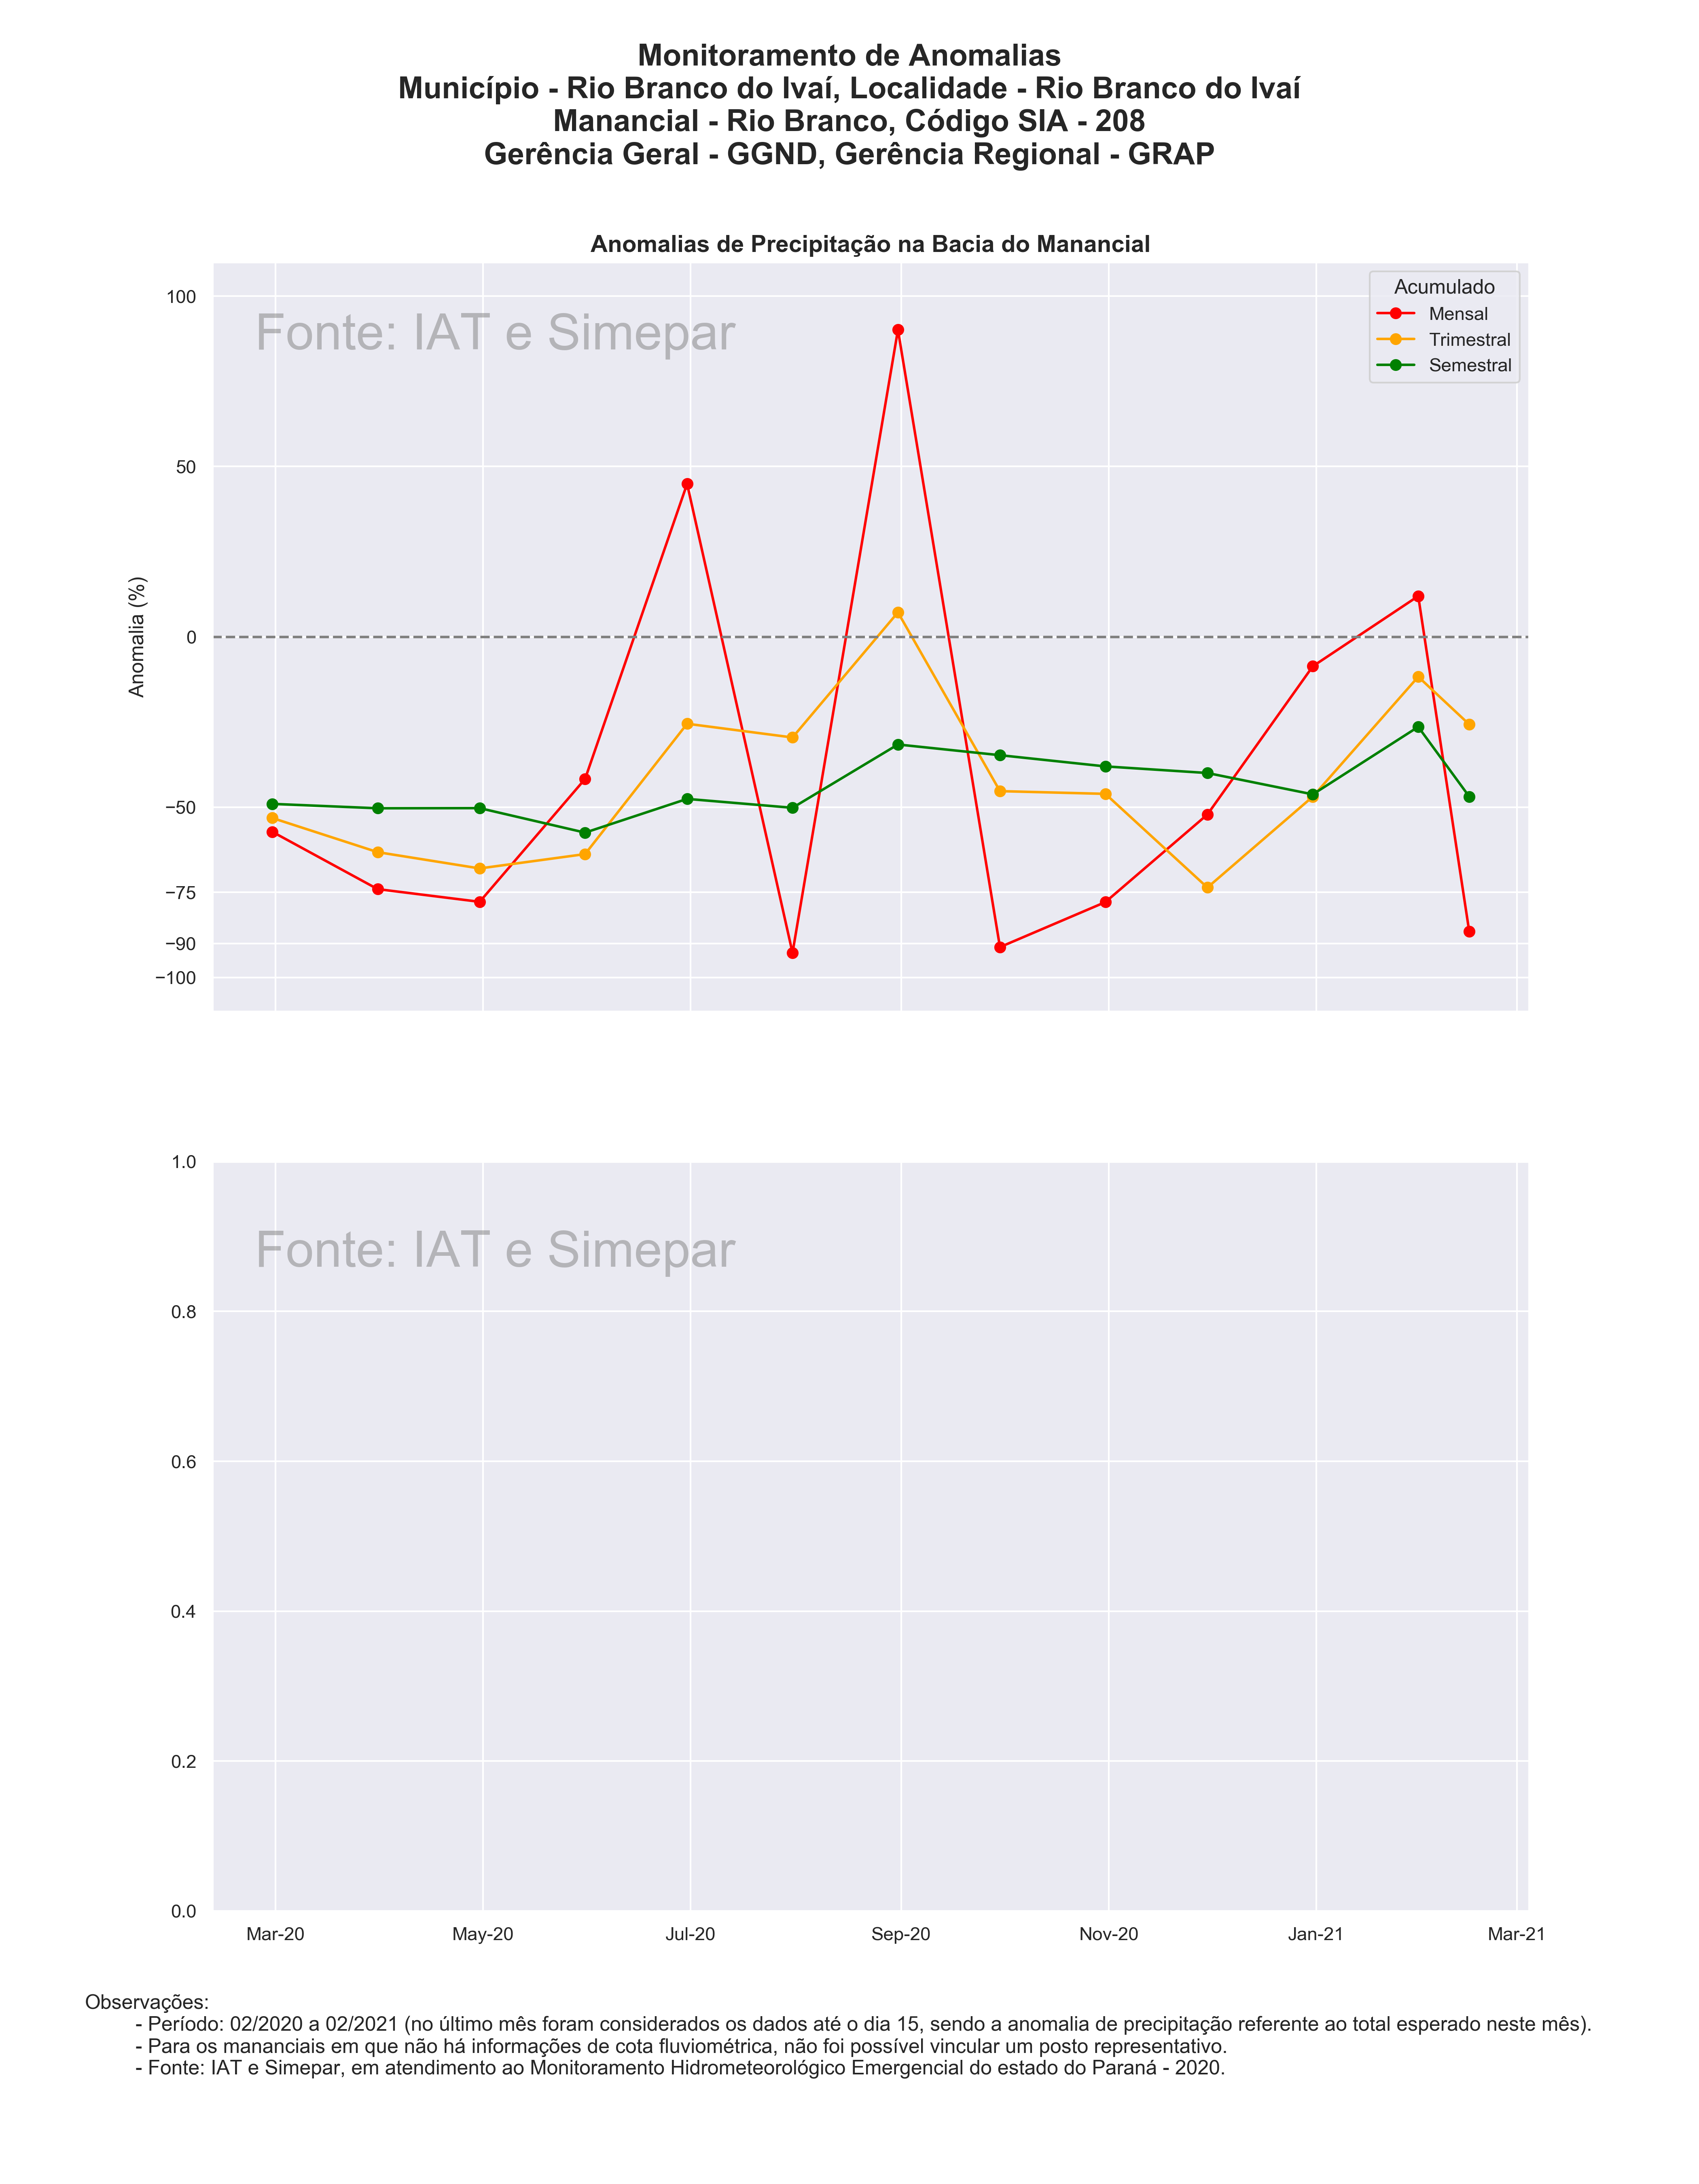 Monitoramento de Anomalias
Município - Rio Branco do Ivaí, Localidade - Rio Branco do Ivaí
Manancial - Rio Branco, Código SIA - 208
Gerência Geral - GGND, Gerência Regional - GRAP
Anomalias de Precipitação na Bacia do Manancial
Fonte: IAT e Simepar
Acumulado
Mensal
Trimestral
Semestral
Anomalia (%)
100
50
0
−50
−75
−90
−100
Fonte: IAT e Simepar
1.0
0.8
0.6
0.4
0.2
0.0
Mar-20 May-20 Jul-20 Sep-20 Nov-20 Jan-21 Mar-21
Observações:
- Período: 02/2020 a 02/2021 (no último mês foram considerados os dados até o dia 15, sendo a anomalia de precipitação referente ao total esperado neste mês).
- Para os mananciais em que não há informações de cota fluviométrica, não foi possível vincular um posto representativo.
- Fonte: IAT e Simepar, em atendimento ao Monitoramento Hidrometeorológico Emergencial do estado do Paraná - 2020.